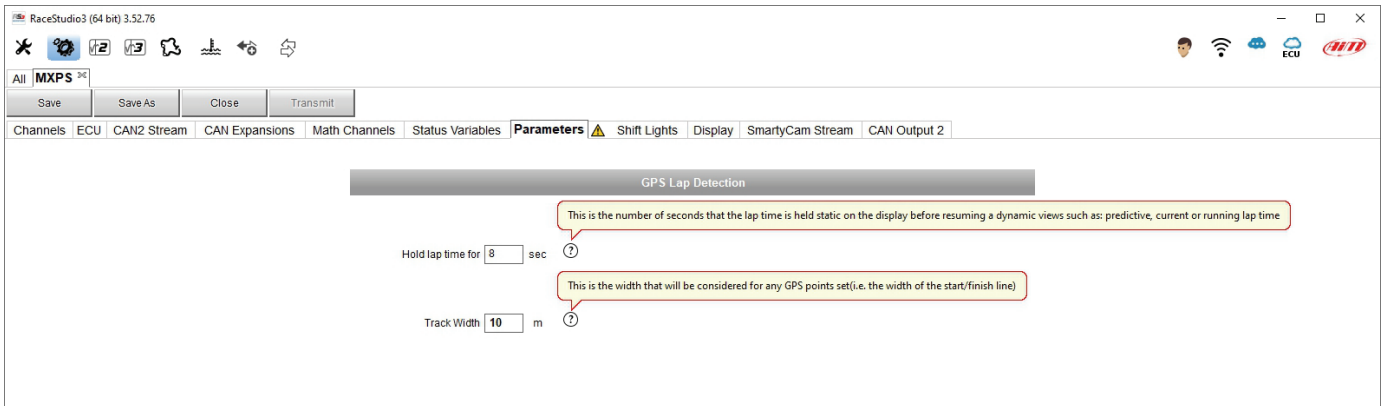 RaceStudio3 (64 bit) 3.52.76
ECU
AiM
All MXPS
Save Save As Close Transmit
Channels ECU CAN2 Stream CAN Expansions Math Channels Status Variables Parameters Shift Lights Display SmartyCam Stream CAN Output 2
GPS Lap Detection
This is the number of seconds that the lap time is held static on the display before resuming a dynamic views such as: predictive, current or running lap time
Hold lap time for 8 sec ?
This is the width that will be considered for any GPS points set(i.e. the width of the start/finish line)
Track Width 10 m ?